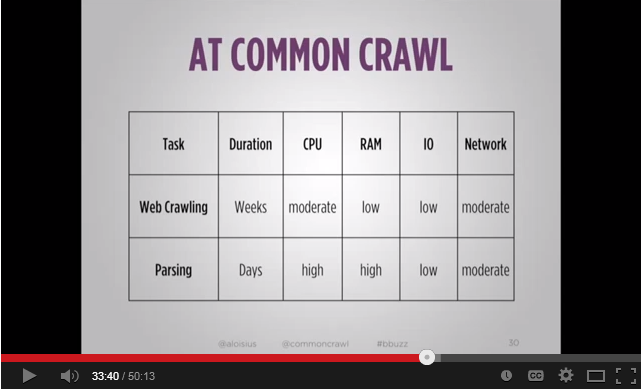 AT COMMON CRAWL
Task Duration CPU RAM IO Network
Web Crawling Weeks moderate low low moderate
Parsing Days high high low moderate
@aloisius @commoncrawl #bbuzz 30
33:40 / 50:13 CC